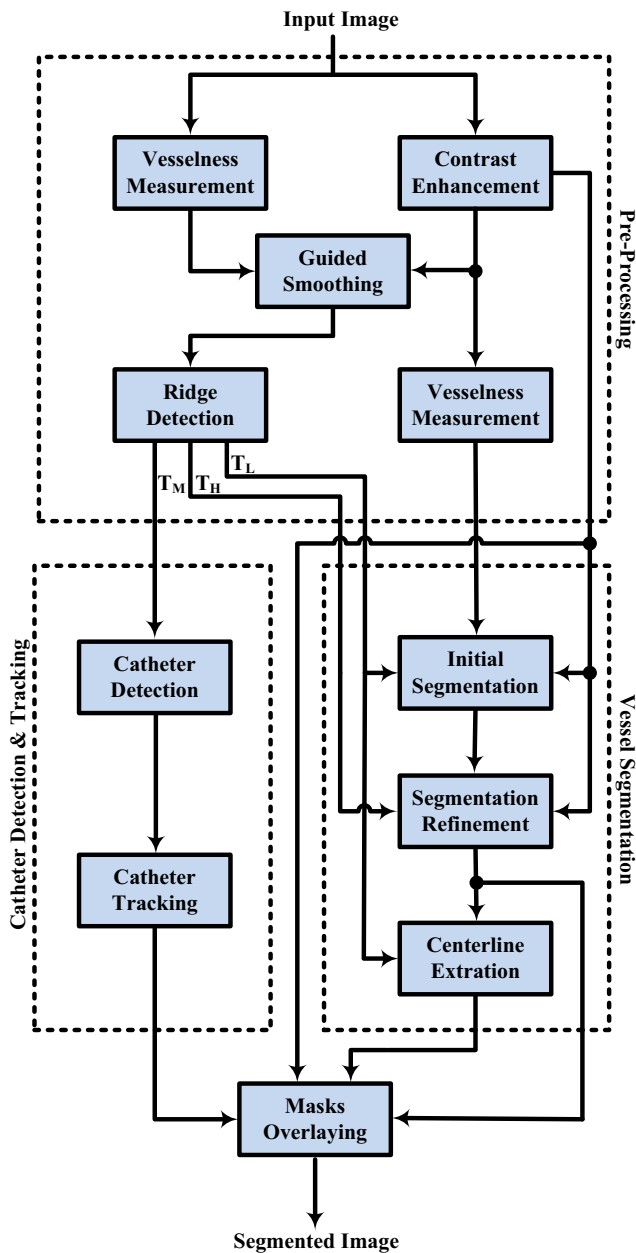 Input Image
Vesselness
Measurement
Contrast
Enhancement
Pre-Processing
Guided
Smoothing
Ridge
Detection
Vesselness
Measurement
T_M
T_H
T_L
Catheter Detection & Tracking
Catheter
Detection
Initial
Segmentation
Vessel Segmentation
Segmentation
Refinement
Catheter
Tracking
Centerline
Extration
Masks
Overlaying
Segmented Image